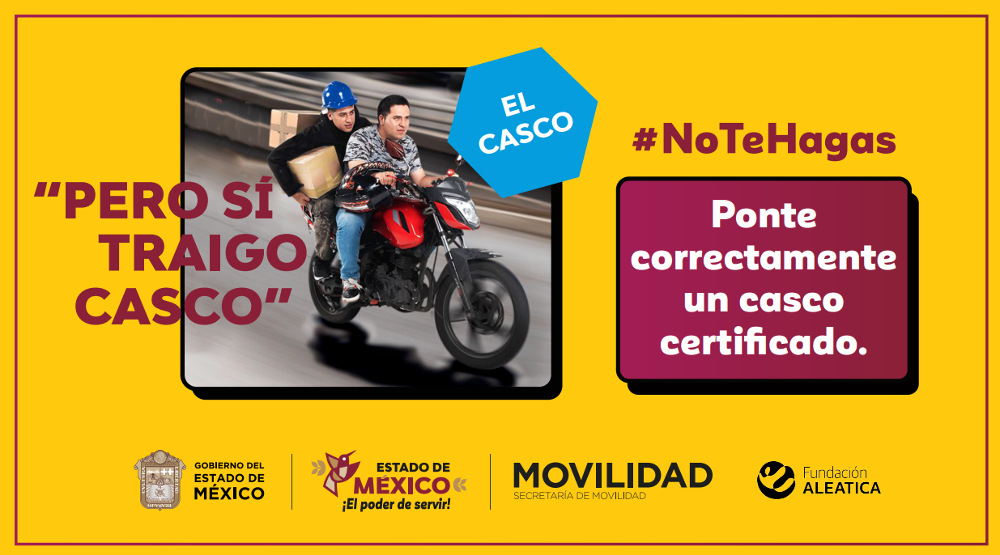 EL
CASCO
"PERO SÍ
TRAIGO
CASCO"
#NoTeHagas
Ponte
correctamente
un casco
certificado.
GOBIERNO DEL
ESTADO DE
MÉXICO
ESTADO DE
MÉXICO
¡El poder de servir!
MOVILIDAD
SECRETARÍA DE MOVILIDAD
Fundación
ALEATICA